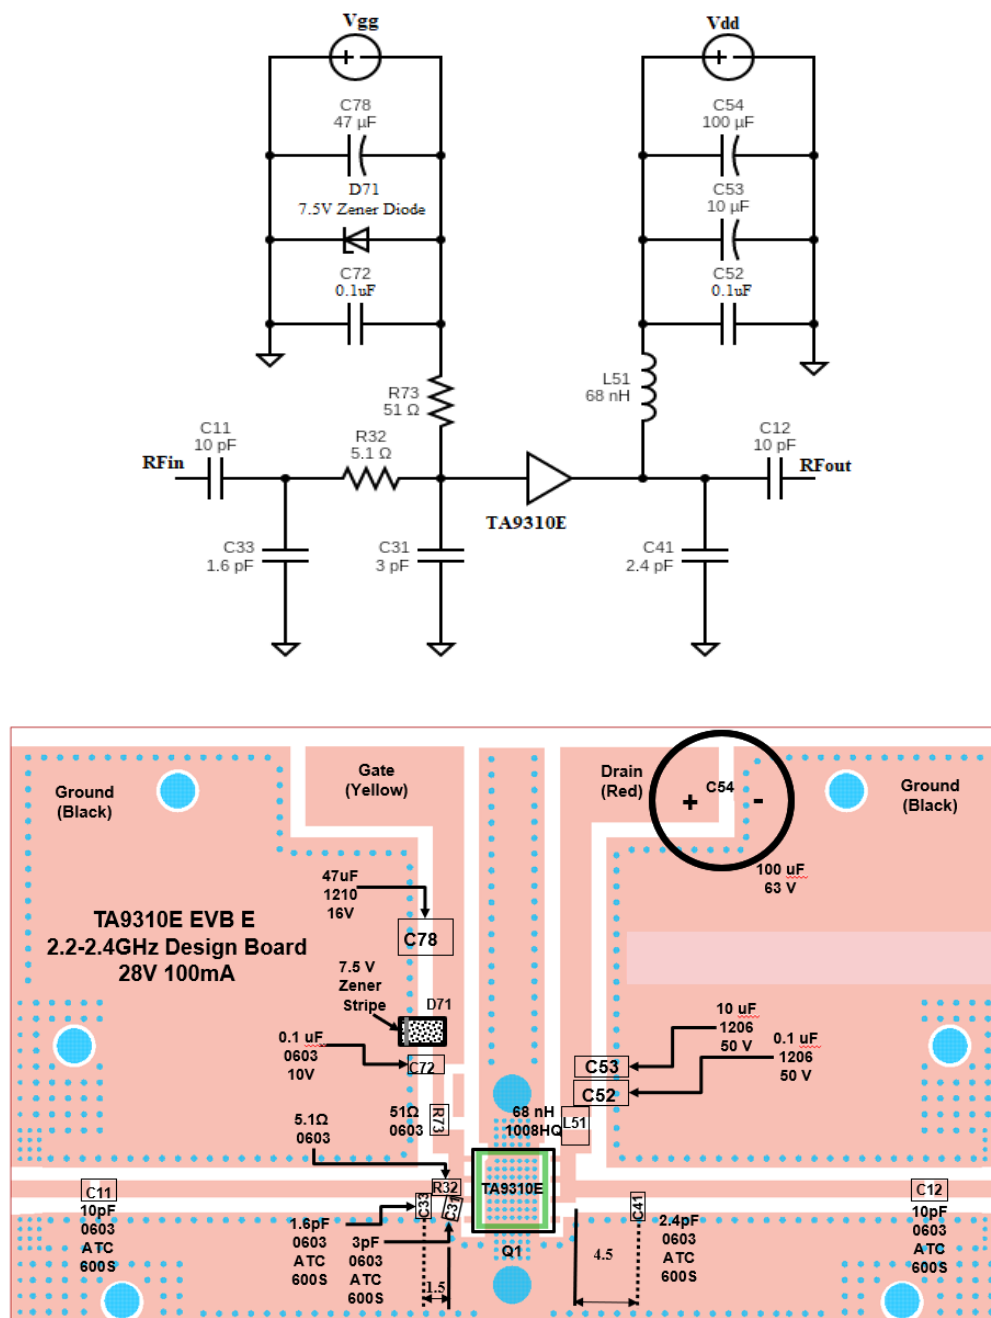 Vgg
Vdd
+ -
+ -
C78
47 µF
D71
7.5V Zener Diode
C72
0.1uF
C54
100 µF
C53
10 µF
C52
0.1uF
R73
51 Ω
L51
68 nH
RFin
C11
10 pF
R32
5.1 Ω
TA9310E
C12
10 pF
RFout
C33
1.6 pF
C31
3 pF
C41
2.4 pF
Ground
(Black)
Gate
(Yellow)
Drain
(Red)
C54
+ -
Ground
(Black)
100 uF
63 V
47uF
1210
16V
C78
TA9310E EVB E
2.2-2.4GHz Design Board
28V 100mA
7.5 V
Zener
Stripe
D71
0.1 uF
0603
10V
C72
10 uF
1206
50 V
0.1 uF
1206
50 V
C53
C52
5.1Ω
0603
51Ω
0603
R73
68 nH
1008HQ
L51
C11
10pF
0603
ATC
600S
R32
C33
C31
TA9310E
Q1
C41
C12
10pF
0603
ATC
600S
1.6pF
0603
ATC
600S
3pF
0603
ATC
600S
1.5
4.5
2.4pF
0603
ATC
600S